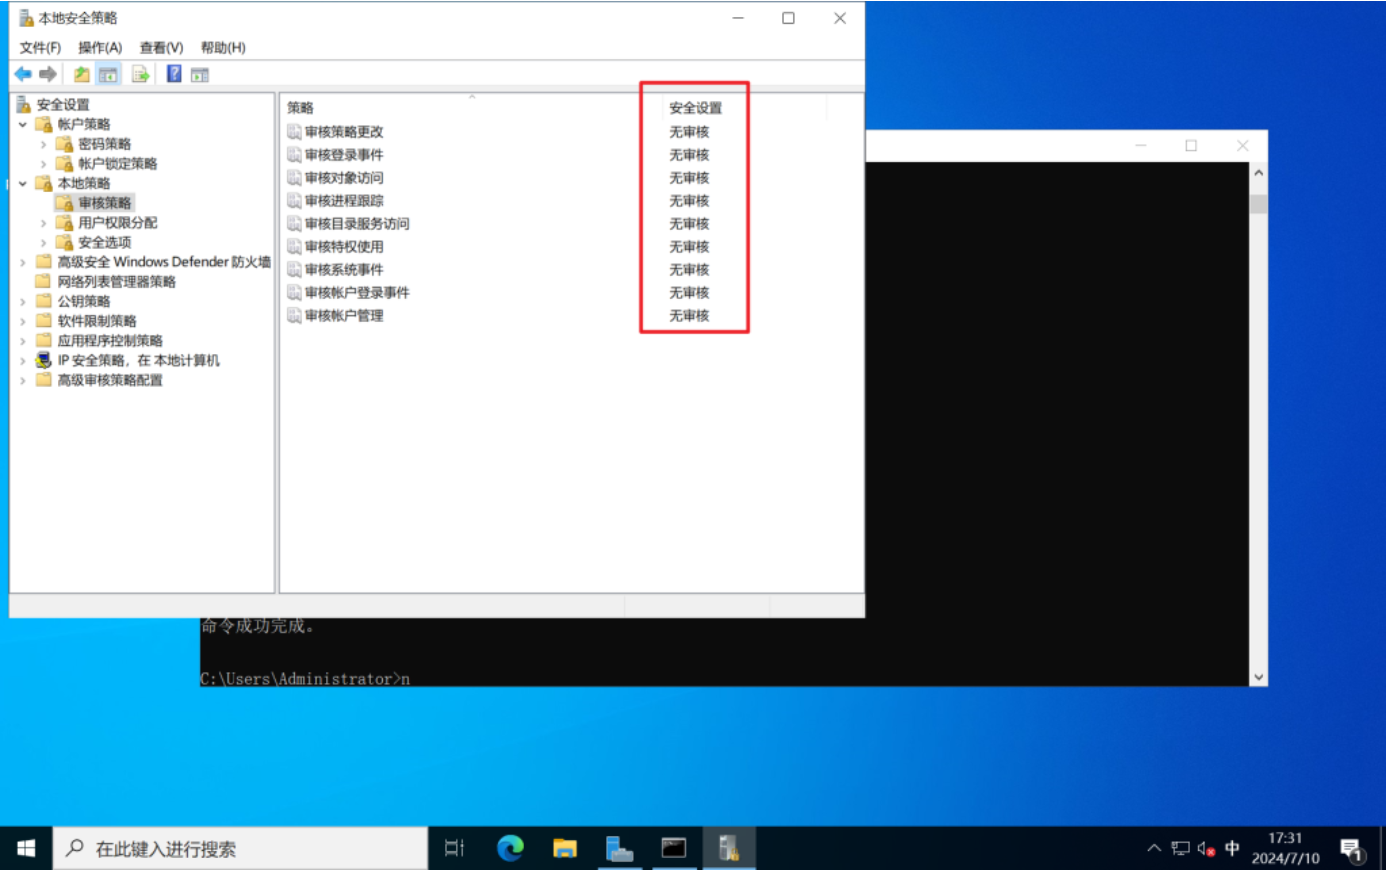 本地安全策略
文件(F) 操作(A) 查看(V) 帮助(H)
安全设置
帐户策略
密码策略
帐户锁定策略
本地策略
审核策略
用户权限分配
安全选项
高级安全 Windows Defender 防火墙
网络列表管理器策略
公钥策略
软件限制策略
应用程序控制策略
IP 安全策略，在 本地计算机
高级审核策略配置
策略 安全设置
审核策略更改 无审核
审核登录事件 无审核
审核对象访问 无审核
审核进程跟踪 无审核
审核目录服务访问 无审核
审核特权使用 无审核
审核系统事件 无审核
审核帐户登录事件 无审核
审核帐户管理 无审核
命令成功完成。
C:\Users\Administrator>n
在此键入进行搜索
中
17:31
2024/7/10
1